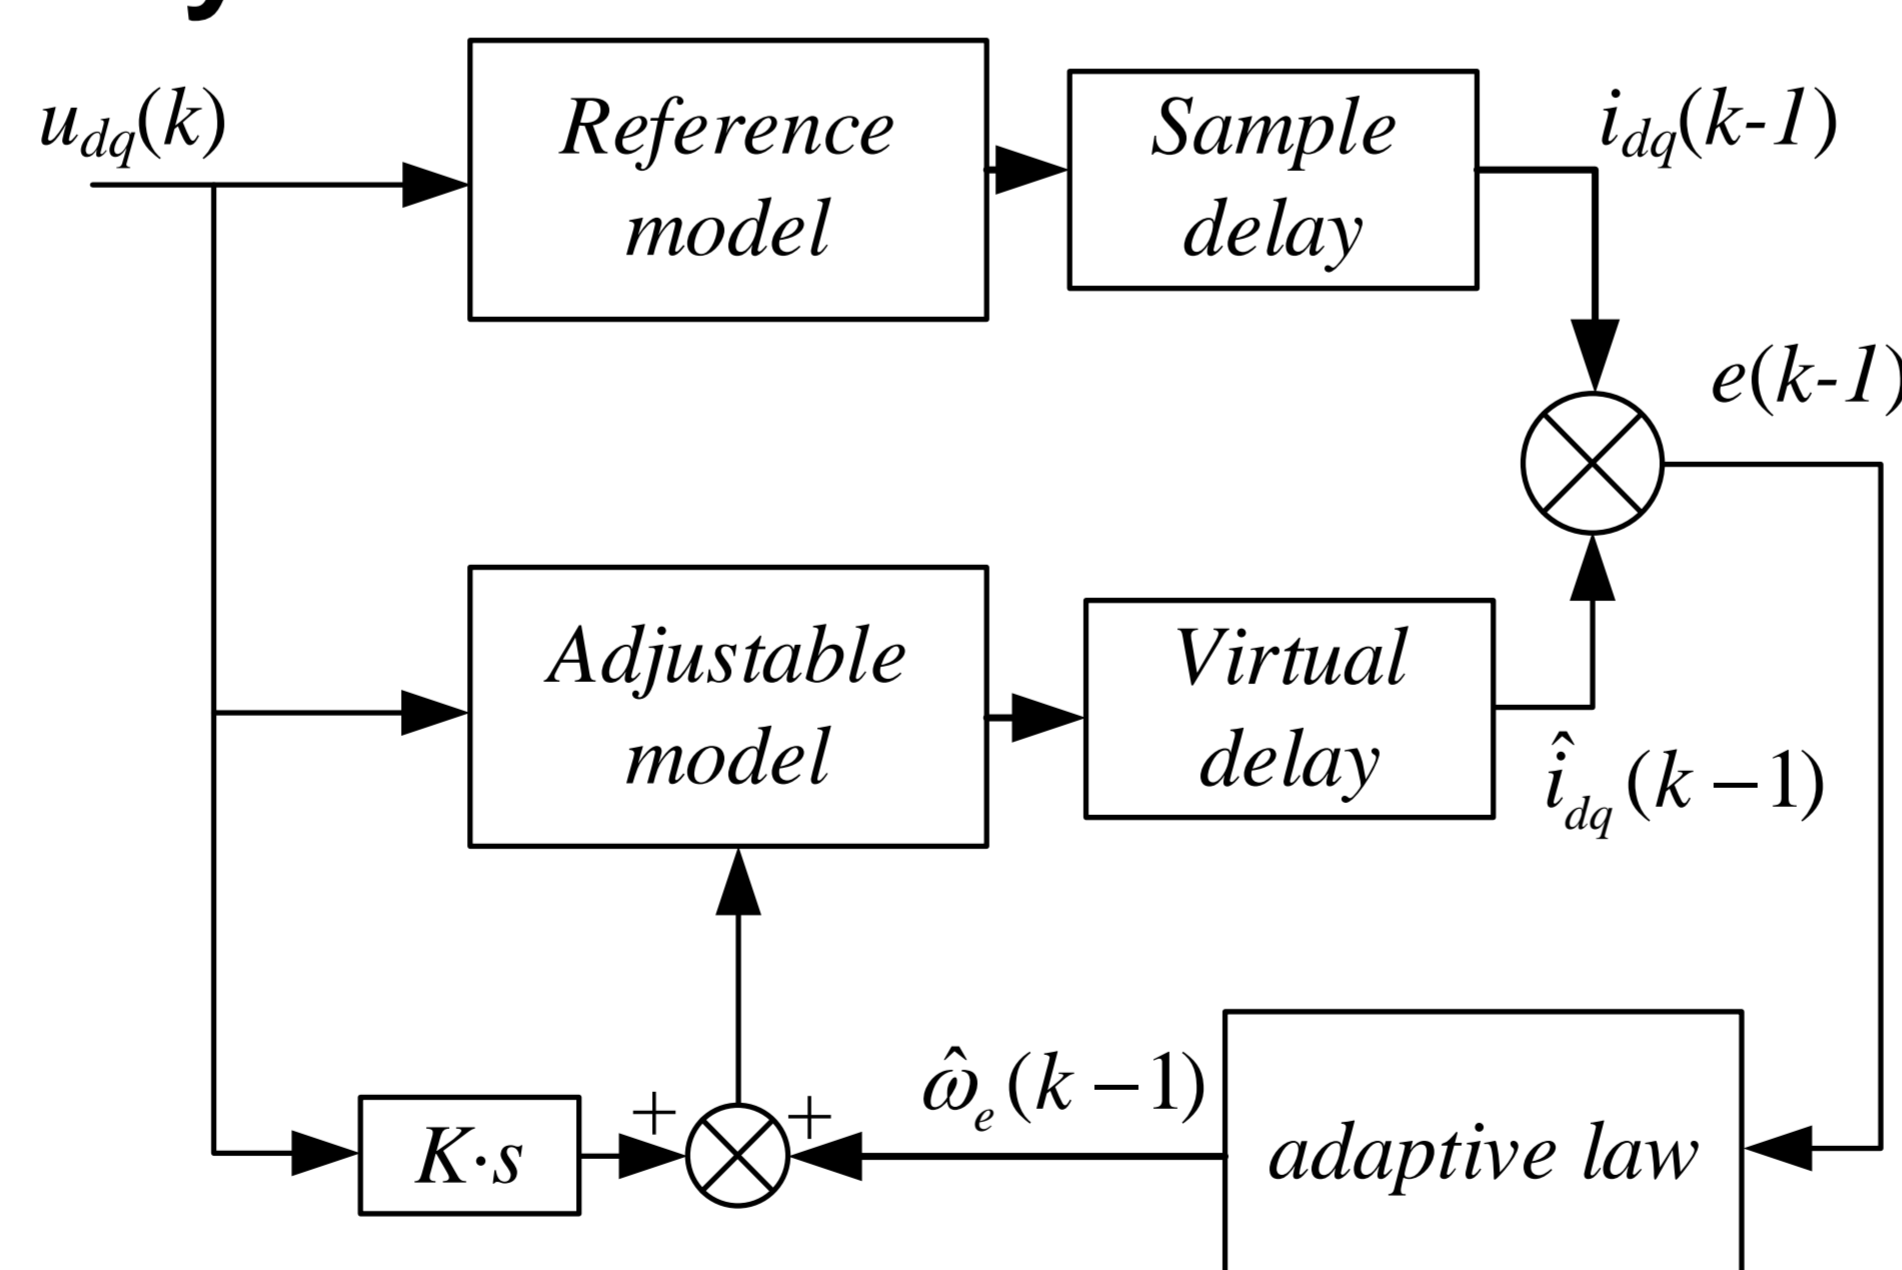 u_dq(k)
Reference
model
Sample
delay
i_dq(k-1)
e(k-1)
Adjustable
model
Virtual
delay
î_dq(k−1)
K·s
+
+
ω̂_e(k−1)
adaptive law